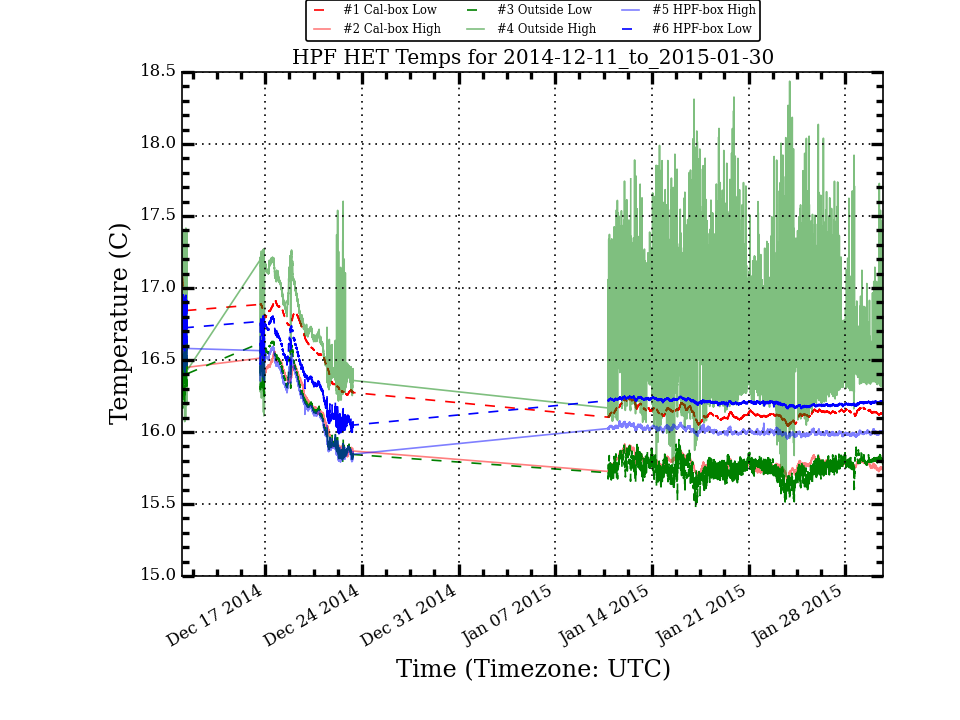 #1 Cal-box Low #3 Outside Low #5 HPF-box High
#2 Cal-box High #4 Outside High #6 HPF-box Low
HPF HET Temps for 2014-12-11_to_2015-01-30
18.5
18.0
17.5
17.0
16.5
16.0
15.5
15.0
Temperature (C)
Dec 17 2014 Dec 24 2014 Dec 31 2014 Jan 07 2015 Jan 14 2015 Jan 21 2015 Jan 28 2015
Time (Timezone: UTC)